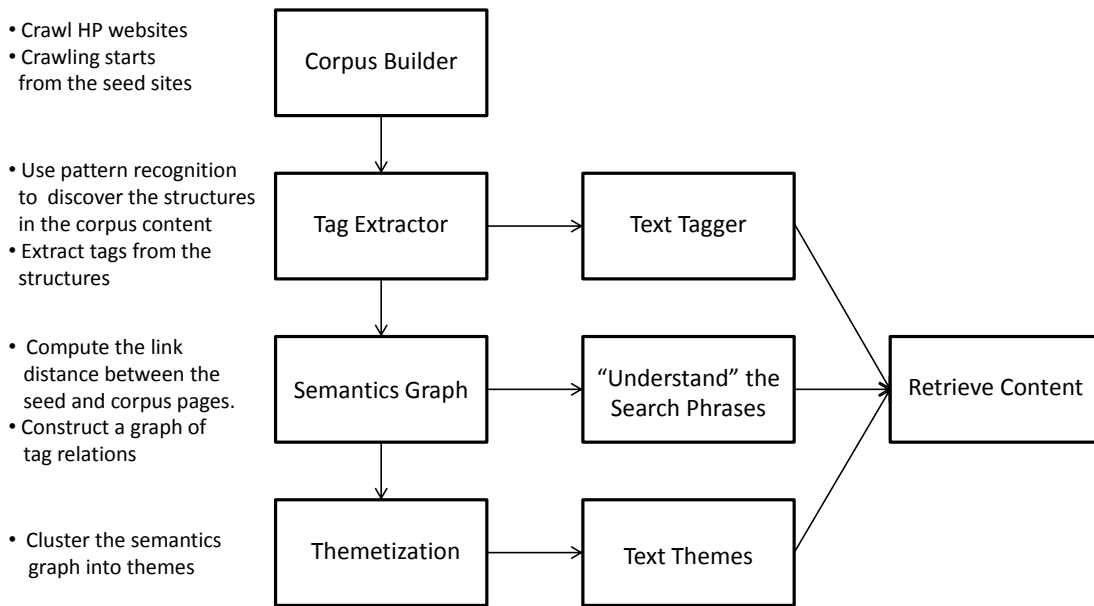 • Crawl HP websites
• Crawling starts
from the seed sites
Corpus Builder
• Use pattern recognition
to discover the structures
in the corpus content
• Extract tags from the
structures
Tag Extractor
Text Tagger
• Compute the link
distance between the
seed and corpus pages.
• Construct a graph of
tag relations
Semantics Graph
“Understand” the
Search Phrases
Retrieve Content
• Cluster the semantics
graph into themes
Themetization
Text Themes